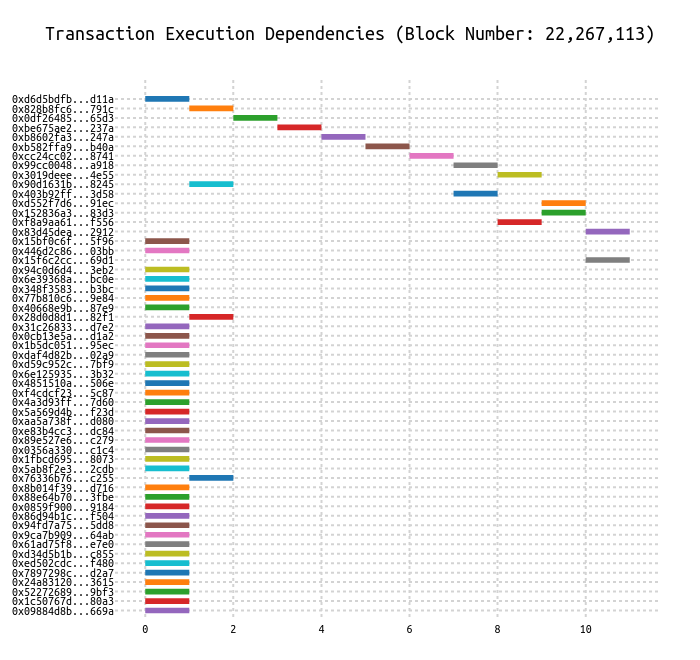 Transaction Execution Dependencies (Block Number: 22,267,113)
0xd6d5bdfb...d11a
0x828b8fc6...791c
0x0df26485...65d3
0xbe675ae2...237a
0xb8602fa3...247a
0xb582ffa9...b40a
0xcc24cc02...8741
0x99cc0048...a918
0x3019deee...4e55
0x90d1631b...8245
0x403b92ff...3d58
0xd552f7d6...91ec
0x152836a3...83d3
0xf8a9aa61...f556
0x83d45dea...2912
0x15bf0c6f...5f96
0x446d2c86...03bb
0x15f6c2cc...69d1
0x94c0d6d4...3eb2
0x6e39368a...bc0e
0x348f3583...b3bc
0x77b810c6...9e84
0x40668e9b...87e9
0x28d0d8d1...82f1
0x31c26833...d7e2
0x0cb13e5a...d1a2
0x1b5dc051...95ec
0xdaf4d82b...02a9
0xd59c952c...7bf9
0x6e125935...3b32
0x4851510a...506e
0xf4cdcf23...5c87
0x4a3d93ff...7d60
0x5a569d4b...f23d
0xaa5a738f...d080
0xe83b4cc3...dc84
0x89e527e6...c279
0x0356a330...c1c4
0x1fbcd695...8073
0x5ab8f2e3...2cdb
0x76336b76...c255
0x8b014f39...d716
0x88e64b70...3fbe
0x0859f900...9184
0x86d94b1c...f504
0x94fd7a75...5dd8
0x9ca7b909...64ab
0x61ad75f8...e7e0
0xd34d5b1b...c855
0xed502cdc...f480
0x7897298c...d2a7
0x24a83120...3615
0x52272689...9bf3
0x1c50767d...80a3
0x09884d8b...669a
0 2 4 6 8 10